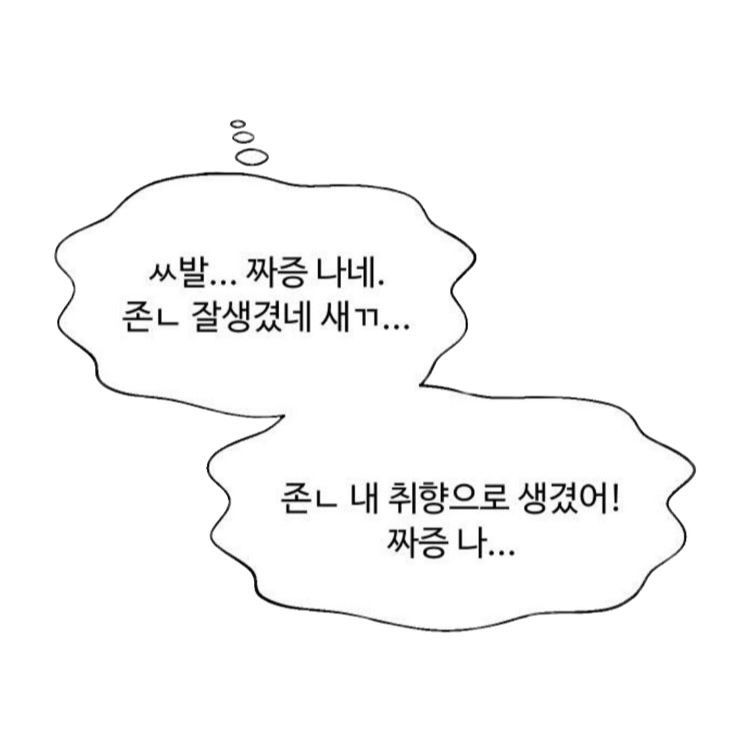 ㅆ발... 짜증 나네.
존ㄴ 잘생겼네 새ㄲ...
존ㄴ 내 취향으로 생겼어!
짜증 나...